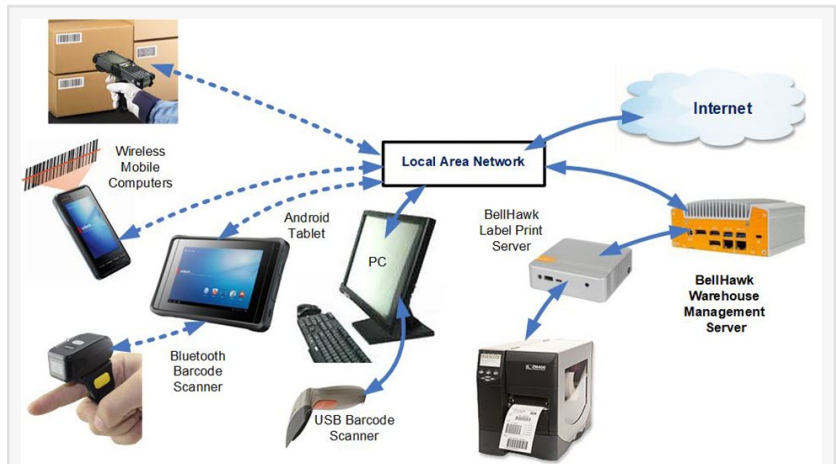 Internet
Wireless
Mobile
Computers
Local Area Network
Android
Tablet
BellHawk
Label Print
Server
PC
BellHawk
Warehouse
Management
Server
Bluetooth
Barcode
Scanner
USB Barcode
Scanner